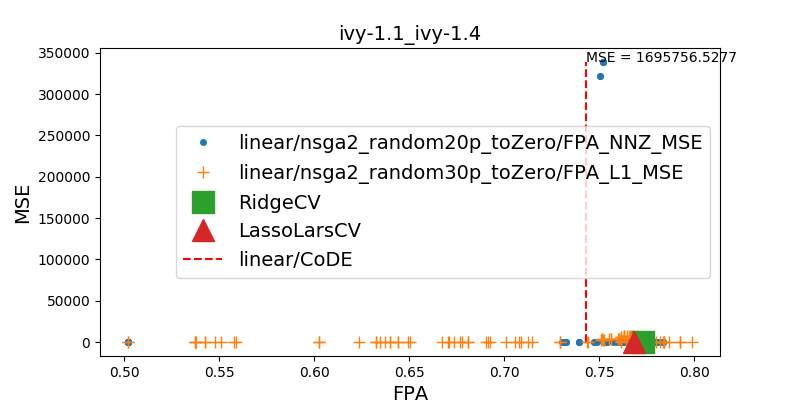 ivy-1.1_ivy-1.4
MSE = 1695756.5277
350000
300000
250000
200000
150000
100000
50000
0
MSE
linear/nsga2_random20p_toZero/FPA_NNZ_MSE
linear/nsga2_random30p_toZero/FPA_L1_MSE
RidgeCV
LassoLarsCV
linear/CoDE
0.50 0.55 0.60 0.65 0.70 0.75 0.80
FPA